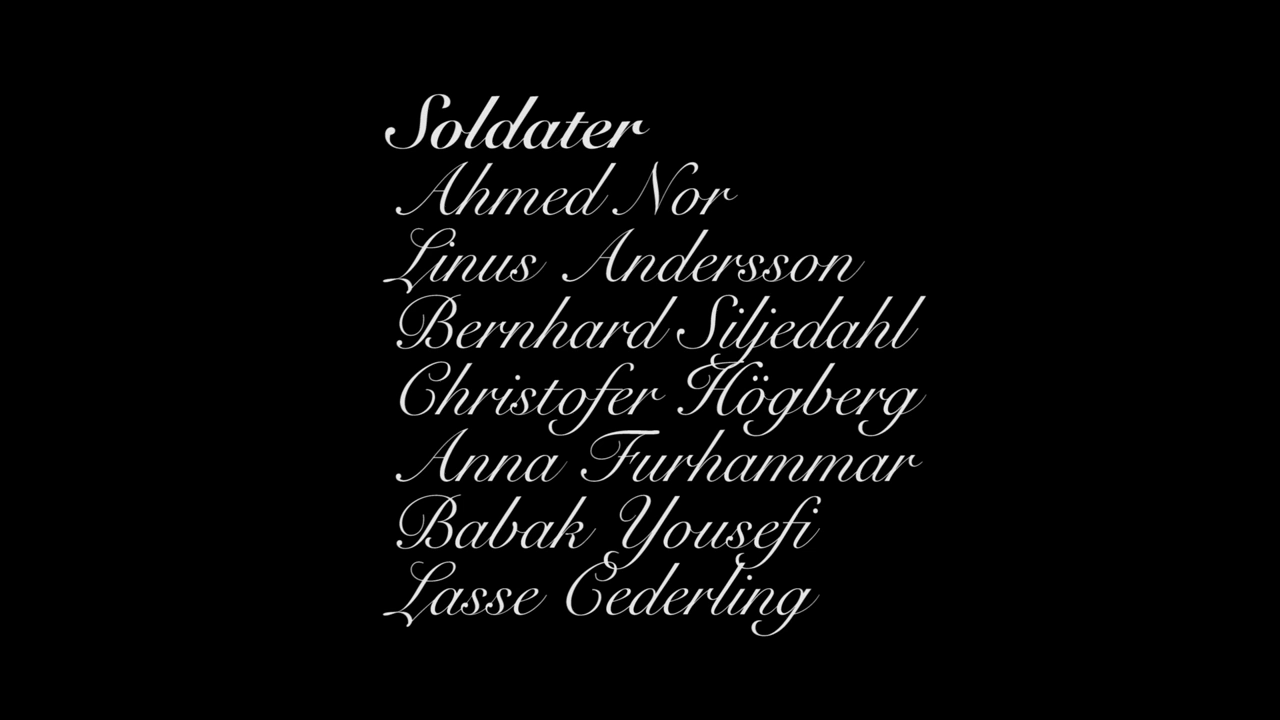 Soldater
Ahmed Nor
Linus Andersson
Bernhard Siljedahl
Christofer Högberg
Anna Furhammar
Babak Yousefi
Lasse Cederling